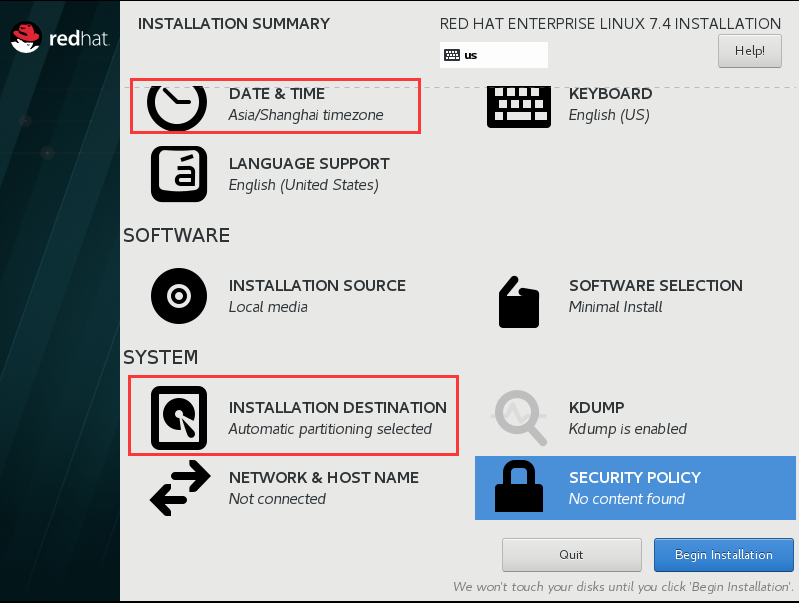 redhat.
INSTALLATION SUMMARY
RED HAT ENTERPRISE LINUX 7.4 INSTALLATION
us
Help!
DATE & TIME
Asia/Shanghai timezone
KEYBOARD
English (US)
LANGUAGE SUPPORT
English (United States)
SOFTWARE
INSTALLATION SOURCE
Local media
SOFTWARE SELECTION
Minimal Install
SYSTEM
INSTALLATION DESTINATION
Automatic partitioning selected
KDUMP
Kdump is enabled
NETWORK & HOST NAME
Not connected
SECURITY POLICY
No content found
Quit
Begin Installation
We won't touch your disks until you click 'Begin Installation'.